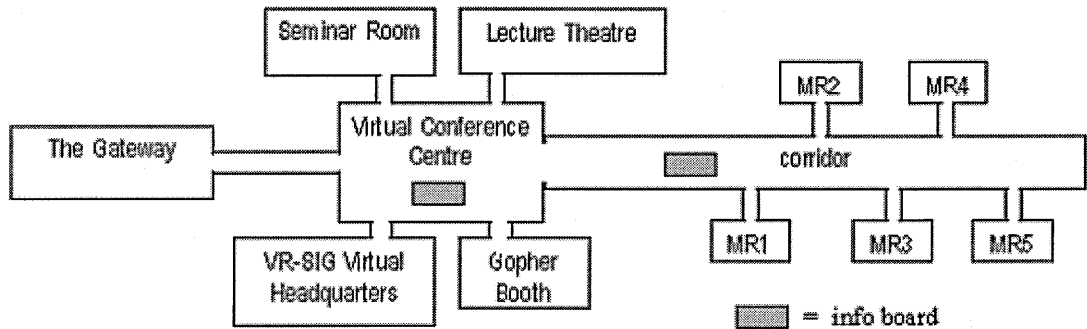 Seminar Room
Lecture Theatre
MR2
MR4
The Gateway
Virtual Conference
Centre
corridor
VR-SIG Virtual
Headquarters
Gopher
Booth
MR1
MR3
MR5
= info board